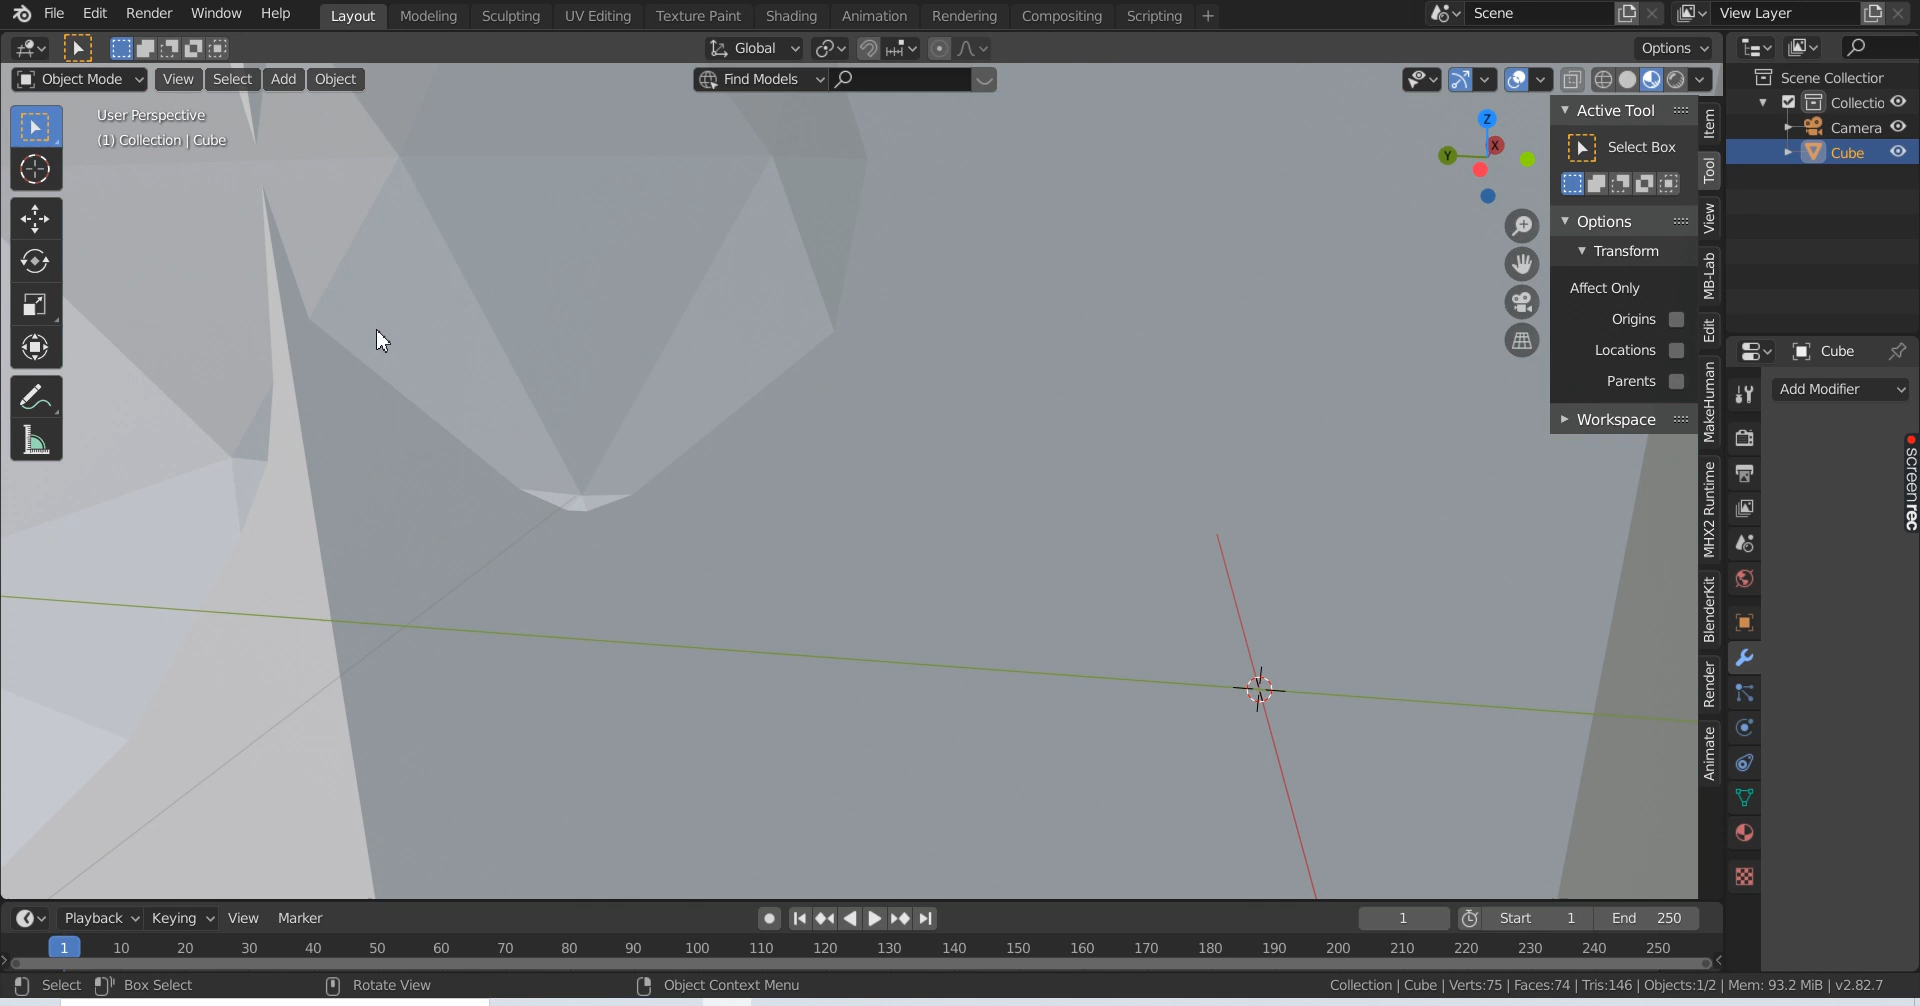 File Edit Render Window Help Layout Modeling Sculpting UV Editing Texture Paint Shading Animation Rendering Compositing Scripting + Scene View Layer
Global Options
Object Mode View Select Add Object Find Models
User Perspective
(1) Collection | Cube
Z
X
Y
Active Tool
Select Box
Options
Transform
Affect Only
Origins
Locations
Parents
Workspace
Item
Tool
View
MB-Lab
Edit
MakeHuman
MHX2 Runtime
BlenderKit
Render
Animate
Scene Collection
Collectio
Camera
Cube
Cube
Add Modifier
screenrec
Playback Keying View Marker 1 Start 1 End 250
1 10 20 30 40 50 60 70 80 90 100 110 120 130 140 150 160 170 180 190 200 210 220 230 240 250
Select Box Select Rotate View Object Context Menu Collection | Cube | Verts:75 | Faces:74 | Tris:146 | Objects:1/2 | Mem: 93.2 MiB | v2.82.7